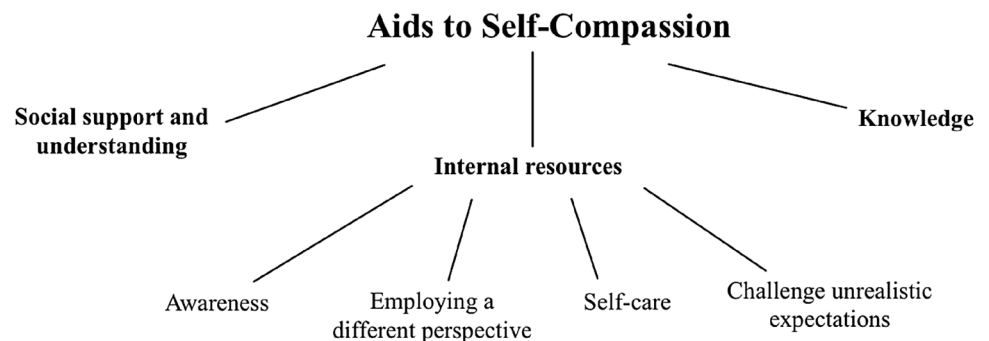 Aids to Self-Compassion
Social support and
understanding
Knowledge
Internal resources
Awareness
Employing a
different perspective
Self-care
Challenge unrealistic
expectations